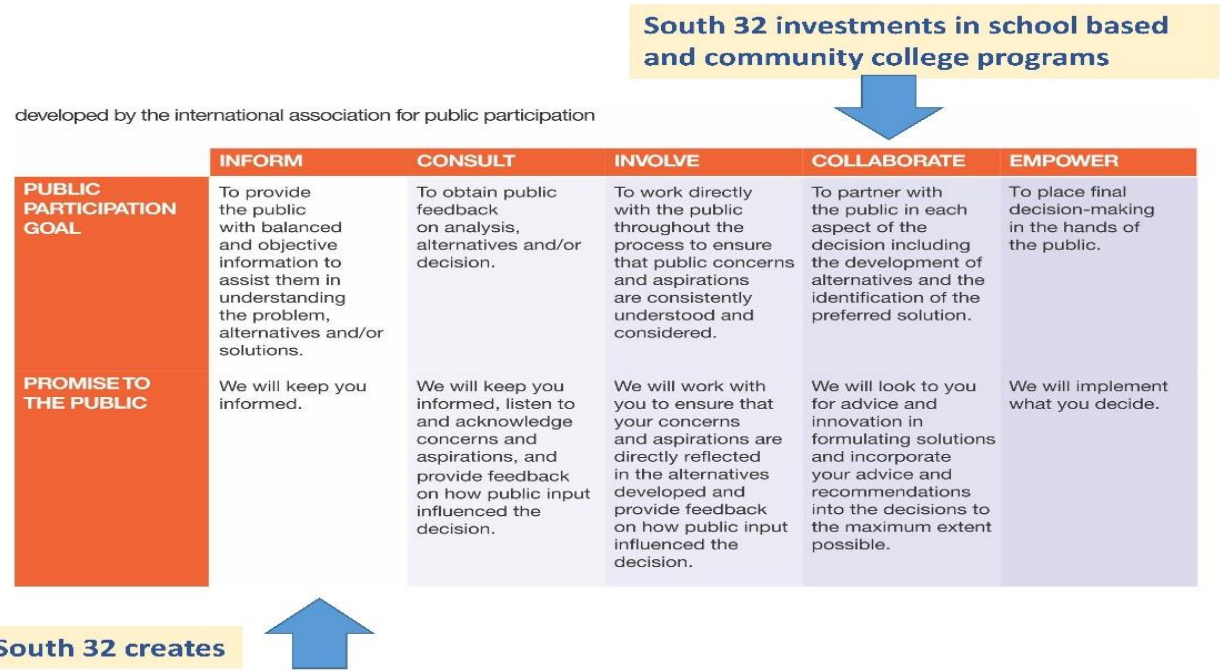 South 32 investments in school based
and community college programs
developed by the international association for public participation
INFORM
CONSULT
INVOLVE
COLLABORATE
EMPOWER
PUBLIC
PARTICIPATION
GOAL
To provide
the public
with balanced
and objective
information to
assist them in
understanding
the problem,
alternatives and/or
solutions.
To obtain public
feedback
on analysis,
alternatives and/or
decision.
To work directly
with the public
throughout the
process to ensure
that public concerns
and aspirations
are consistently
understood and
considered.
To partner with
the public in each
aspect of the
decision including
the development of
alternatives and the
identification of the
preferred solution.
To place final
decision-making
in the hands of
the public.
PROMISE TO
THE PUBLIC
We will keep you
informed.
We will keep you
informed, listen to
and acknowledge
concerns and
aspirations, and
provide feedback
on how public input
influenced the
decision.
We will work with
you to ensure that
your concerns
and aspirations are
directly reflected
in the alternatives
developed and
provide feedback
on how public input
influenced the
decision.
We will look to you
for advice and
innovation in
formulating solutions
and incorporate
your advice and
recommendations
into the decisions to
the maximum extent
possible.
We will implement
what you decide.
South 32 creates